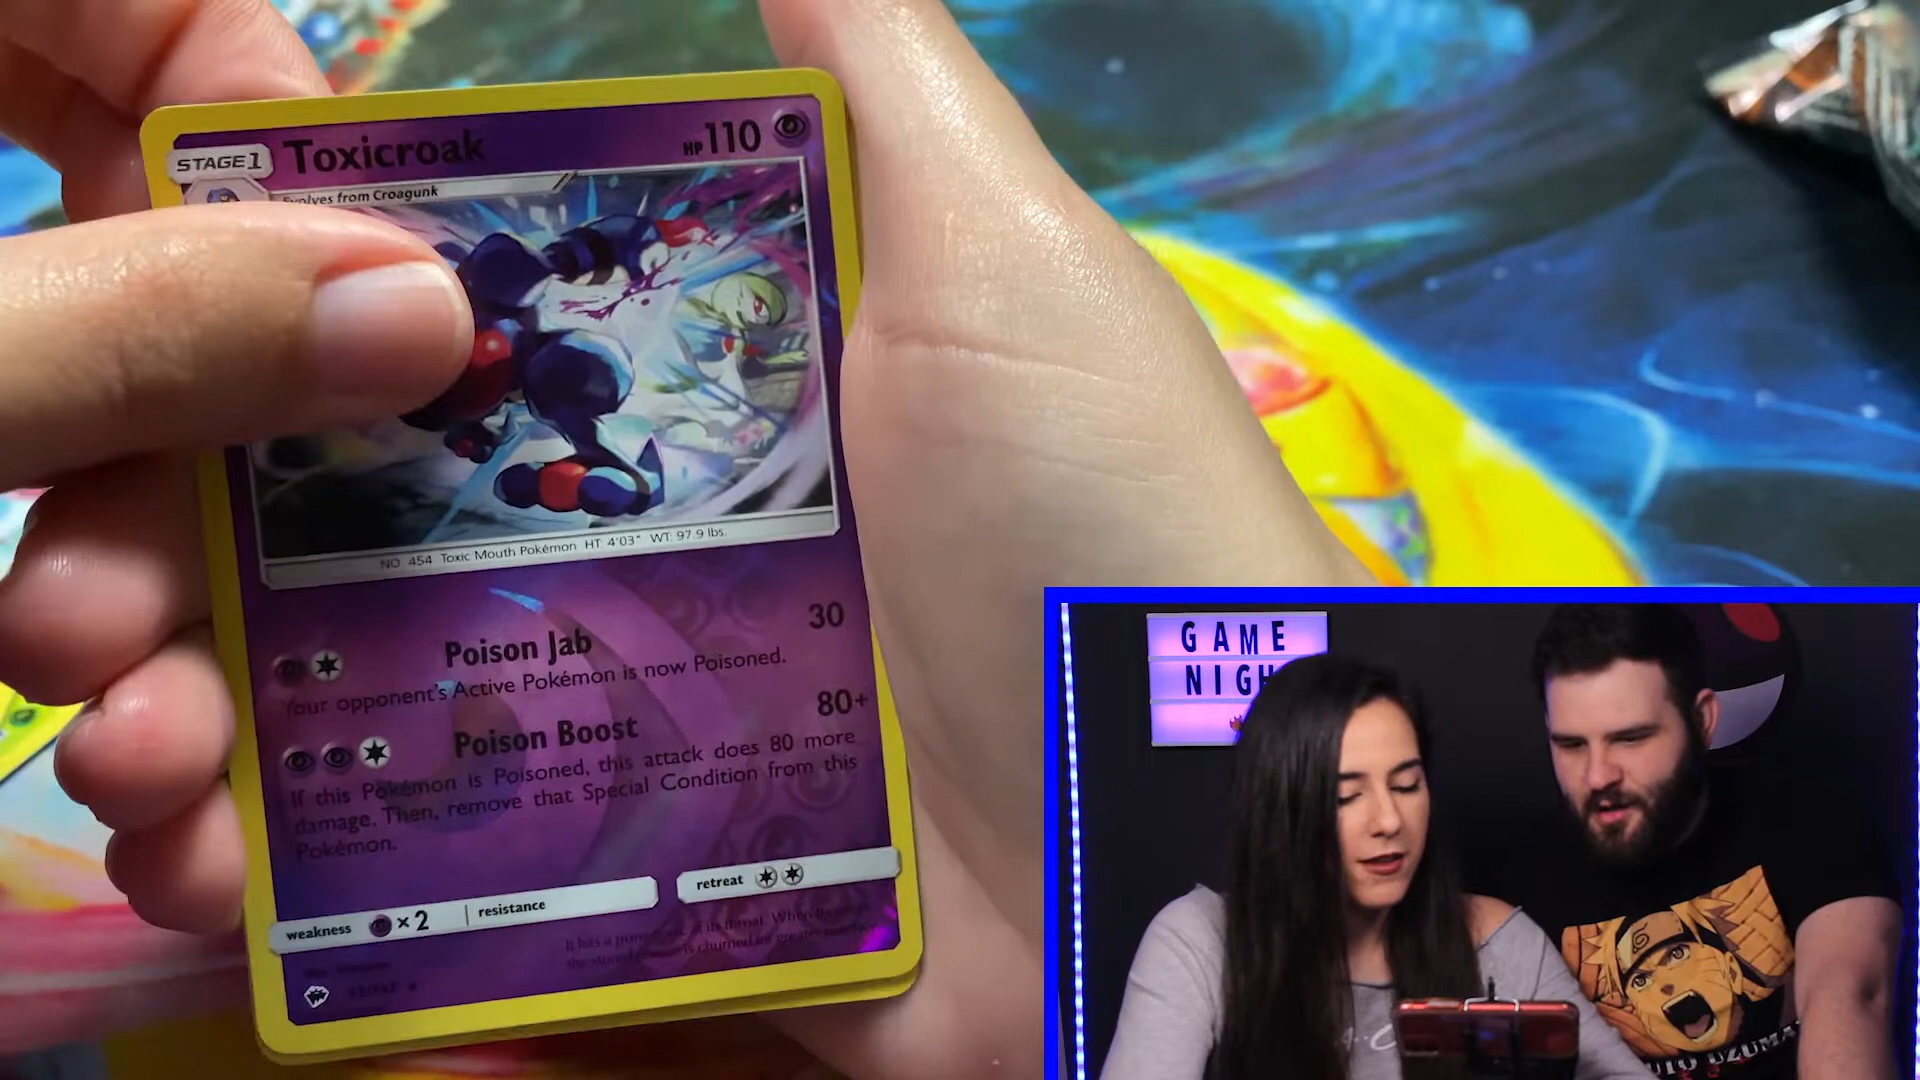 STAGE 1
Toxicroak
HP 110
Evolves from Croagunk
NO. 454 Toxic Mouth Pokémon HT: 4'03" WT: 97.9 lbs.
Poison Jab 30
Your opponent's Active Pokémon is now Poisoned.
Poison Boost 80+
If this Pokémon is Poisoned, this attack does 80 more
damage. Then, remove that Special Condition from this
Pokémon.
weakness ×2 resistance
retreat
GAME
NIGH
UTO UZUMA